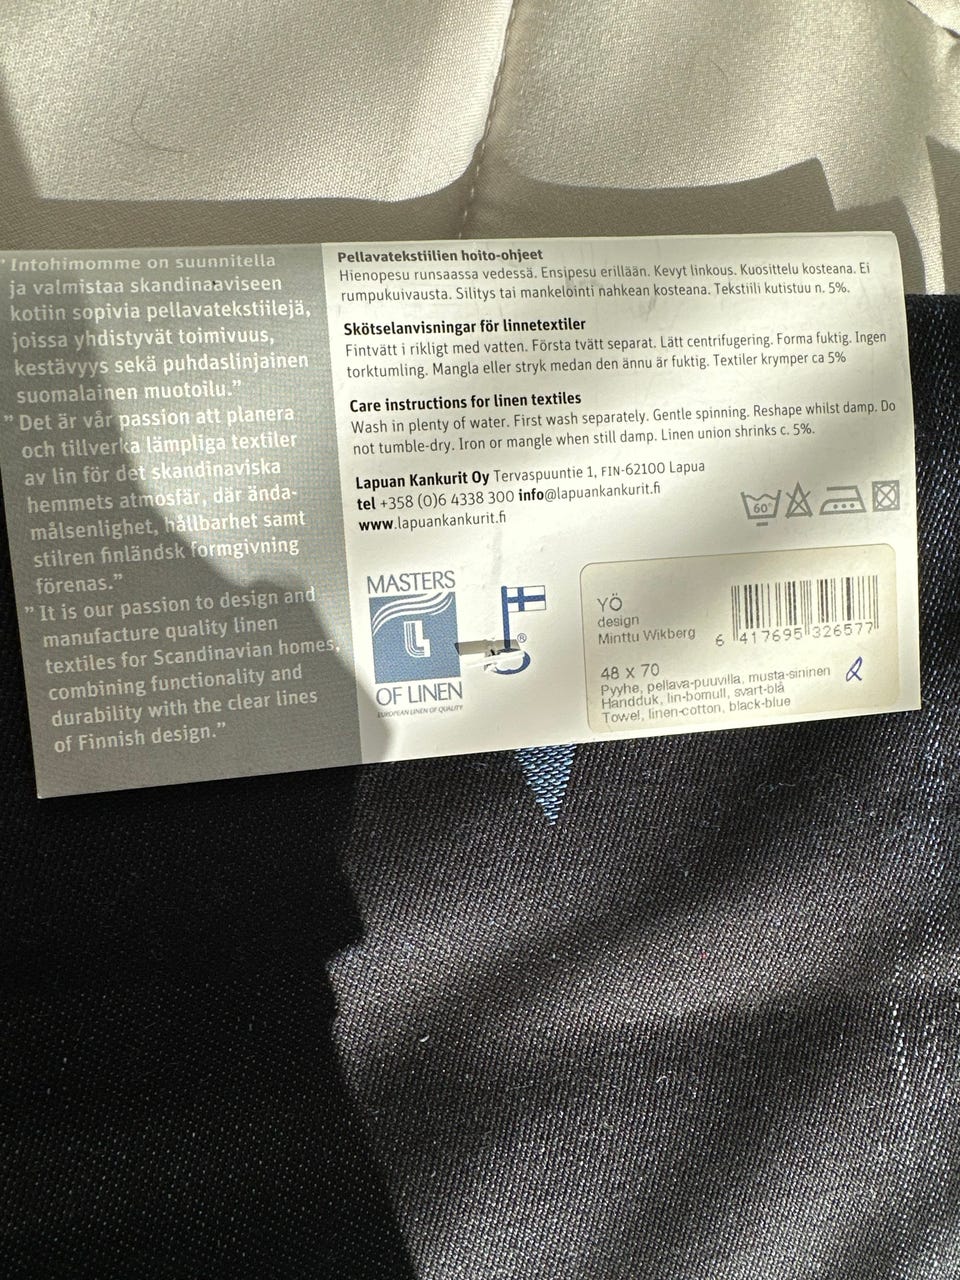 ” Intohimomme on suunnitella
ja valmistaa skandinaaviseen
kotiin sopivia pellavatekstiilejä,
joissa yhdistyvät toimivuus,
kestävyys sekä puhdaslinjainen
suomalainen muotoilu.”
” Det är vår passion att planera
och tillverka lämpliga textiler
av lin för det skandinaviska
hemmets atmosfär, där ända-
målsenlighet, hållbarhet samt
stilren finländsk formgivning
förenas.”
” It is our passion to design and
manufacture quality linen
textiles for Scandinavian homes,
combining functionality and
durability with the clear lines
of Finnish design.”
Pellavatekstiilien hoito-ohjeet
Hienopesu runsaassa vedessä. Ensipesu erillään. Kevyt linkous. Kuosittelu kosteana. Ei
rumpukuivausta. Silitys tai mankelointi nahkean kosteana. Tekstiili kutistuu n. 5%.
Skötselanvisningar för linnetextiler
Fintvätt i rikligt med vatten. Första tvätt separat. Lätt centrifugering. Forma fuktig. Ingen
torktumling. Mangla eller stryk medan den ännu är fuktig. Textiler krymper ca 5%
Care instructions for linen textiles
Wash in plenty of water. First wash separately. Gentle spinning. Reshape whilst damp. Do
not tumble-dry. Iron or mangle when still damp. Linen union shrinks c. 5%.
Lapuan Kankurit Oy Tervaspuuntie 1, FIN-62100 Lapua
tel +358 (0)6 4338 300 info@lapuankankurit.fi
www.lapuankankurit.fi
60°
MASTERS
L
OF LINEN
EUROPEAN LINEN OF QUALITY
®
YÖ
design
Minttu Wikberg
6 417695 326577
48 x 70
Pyyhe, pellava-puuvilla, musta-sininen
Handduk, lin-bomull, svart-blå
Towel, linen-cotton, black-blue